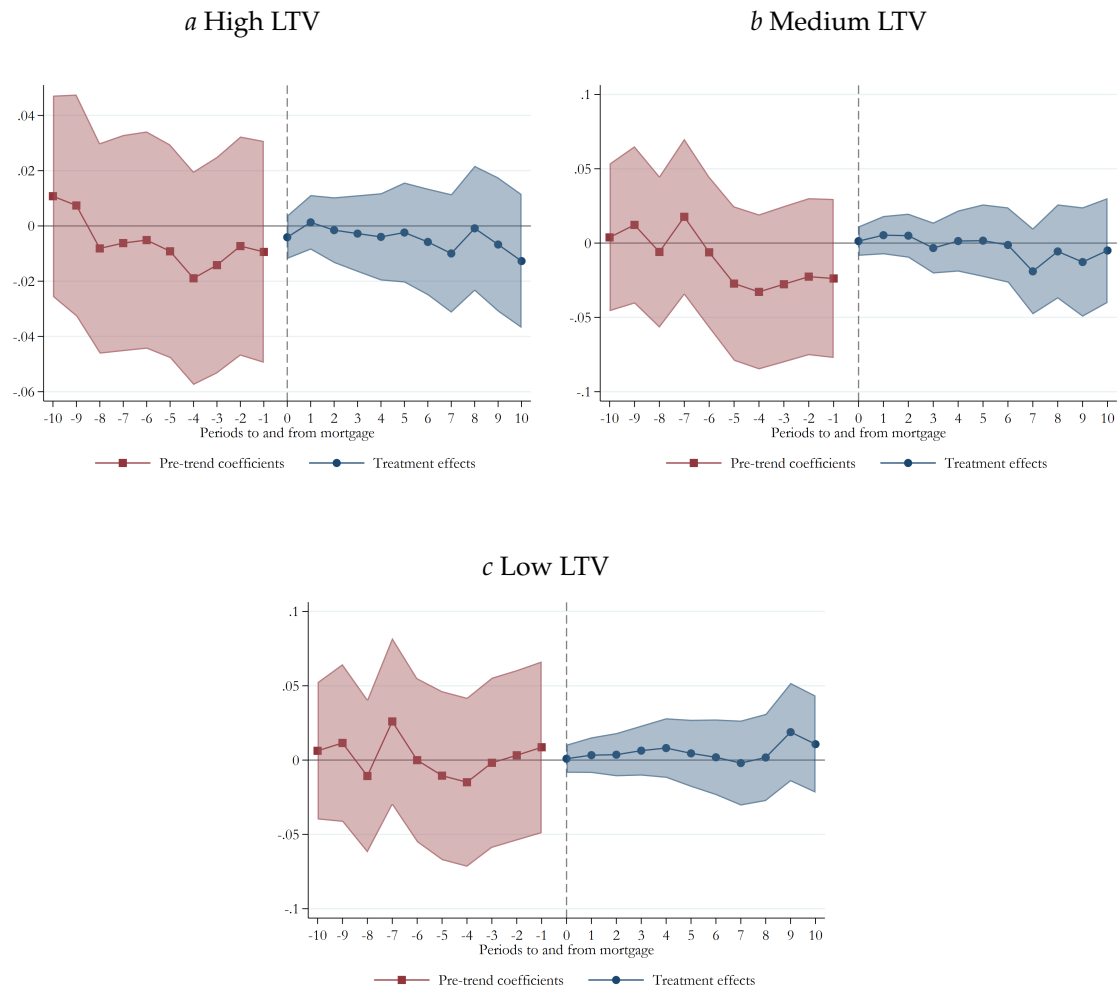 a High LTV
.04
.02
0
-.02
-.04
-.06
-10 -9 -8 -7 -6 -5 -4 -3 -2 -1 0 1 2 3 4 5 6 7 8 9 10
Periods to and from mortgage
Pre-trend coefficients Treatment effects
b Medium LTV
.1
.05
0
-.05
-.1
-10 -9 -8 -7 -6 -5 -4 -3 -2 -1 0 1 2 3 4 5 6 7 8 9 10
Periods to and from mortgage
Pre-trend coefficients Treatment effects
c Low LTV
.1
.05
0
-.05
-.1
-10 -9 -8 -7 -6 -5 -4 -3 -2 -1 0 1 2 3 4 5 6 7 8 9 10
Periods to and from mortgage
Pre-trend coefficients Treatment effects